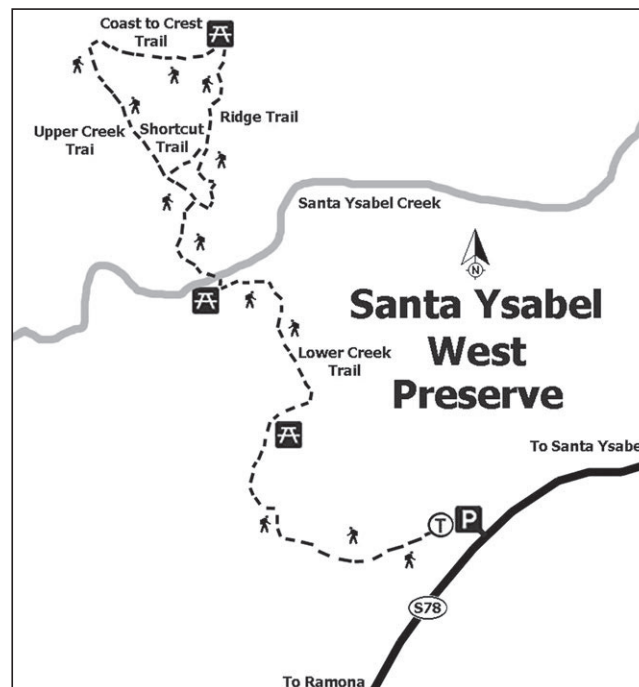 Coast to Crest
Trail
Upper Creek
Trai
Shortcut
Trail
Ridge Trail
Santa Ysabel Creek
N
Santa Ysabel
West
Preserve
Lower Creek
Trail
To Santa Ysabe
T
P
S78
To Ramona